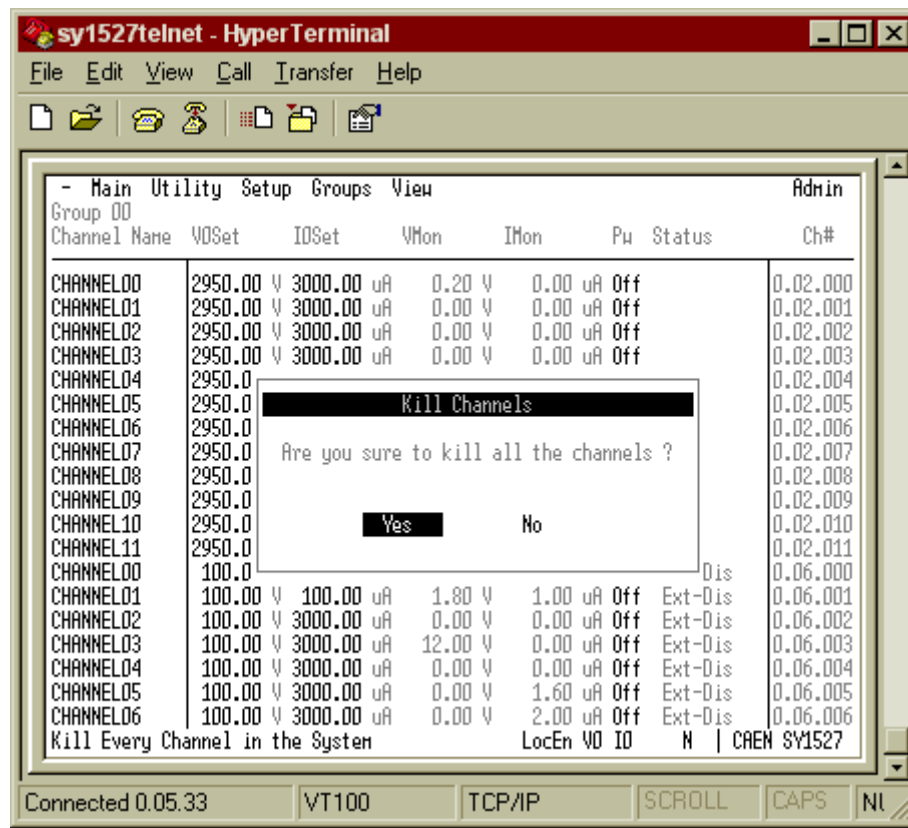 sy1527telnet - HyperTerminal
File Edit View Call Transfer Help
- Main Utility Setup Groups View Admin
Group 00
Channel Name V0Set I0Set VMon IMon Pw Status Ch#
CHANNEL00 2950.00 V 3000.00 uA 0.20 V 0.00 uA Off 0.02.000
CHANNEL01 2950.00 V 3000.00 uA 0.00 V 0.00 uA Off 0.02.001
CHANNEL02 2950.00 V 3000.00 uA 0.00 V 0.00 uA Off 0.02.002
CHANNEL03 2950.00 V 3000.00 uA 0.00 V 0.00 uA Off 0.02.003
CHANNEL04 2950.0 0.02.004
CHANNEL05 2950.0 Kill Channels 0.02.005
CHANNEL06 2950.0 0.02.006
CHANNEL07 2950.0 Are you sure to kill all the channels ? 0.02.007
CHANNEL08 2950.0 0.02.008
CHANNEL09 2950.0 0.02.009
CHANNEL10 2950.0 Yes No 0.02.010
CHANNEL11 2950.0 0.02.011
CHANNEL00 100.0 Dis 0.06.000
CHANNEL01 100.00 V 100.00 uA 1.80 V 1.00 uA Off Ext-Dis 0.06.001
CHANNEL02 100.00 V 3000.00 uA 0.00 V 0.00 uA Off Ext-Dis 0.06.002
CHANNEL03 100.00 V 3000.00 uA 12.00 V 0.00 uA Off Ext-Dis 0.06.003
CHANNEL04 100.00 V 3000.00 uA 0.00 V 0.00 uA Off Ext-Dis 0.06.004
CHANNEL05 100.00 V 3000.00 uA 0.00 V 1.60 uA Off Ext-Dis 0.06.005
CHANNEL06 100.00 V 3000.00 uA 0.00 V 2.00 uA Off Ext-Dis 0.06.006
Kill Every Channel in the System LocEn V0 I0 N | CAEN SY1527
Connected 0.05.33 VT100 TCP/IP SCROLL CAPS